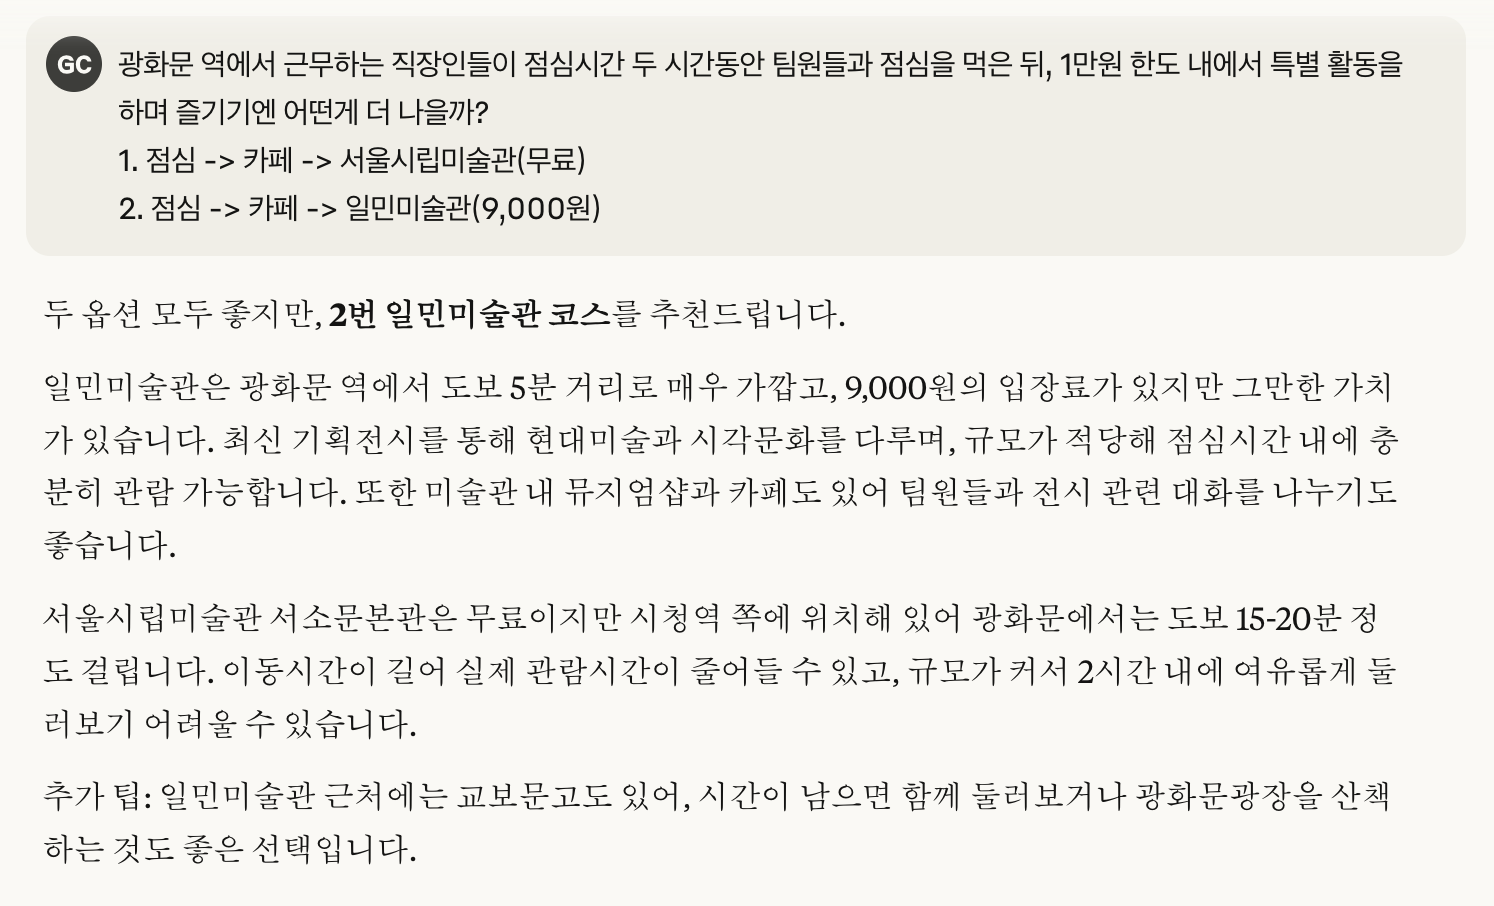 GC
광화문 역에서 근무하는 직장인들이 점심시간 두 시간동안 팀원들과 점심을 먹은 뒤, 1만원 한도 내에서 특별 활동을
하며 즐기기엔 어떤게 더 나을까?
1. 점심 -> 카페 -> 서울시립미술관(무료)
2. 점심 -> 카페 -> 일민미술관(9,000원)
두 옵션 모두 좋지만, 2번 일민미술관 코스를 추천드립니다.
일민미술관은 광화문 역에서 도보 5분 거리로 매우 가깝고, 9,000원의 입장료가 있지만 그만한 가치
가 있습니다. 최신 기획전시를 통해 현대미술과 시각문화를 다루며, 규모가 적당해 점심시간 내에 충
분히 관람 가능합니다. 또한 미술관 내 뮤지엄샵과 카페도 있어 팀원들과 전시 관련 대화를 나누기도
좋습니다.
서울시립미술관 서소문본관은 무료이지만 시청역 쪽에 위치해 있어 광화문에서는 도보 15-20분 정
도 걸립니다. 이동시간이 길어 실제 관람시간이 줄어들 수 있고, 규모가 커서 2시간 내에 여유롭게 둘
러보기 어려울 수 있습니다.
추가 팁: 일민미술관 근처에는 교보문고도 있어, 시간이 남으면 함께 둘러보거나 광화문광장을 산책
하는 것도 좋은 선택입니다.